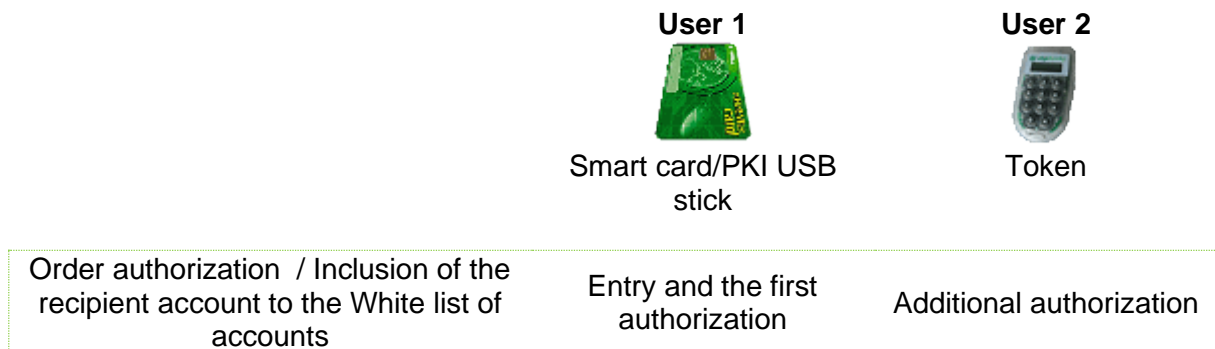 User 1
User 2
Smart card/PKI USB
stick
Token
Order authorization / Inclusion of the
recipient account to the White list of
accounts
Entry and the first
authorization
Additional authorization